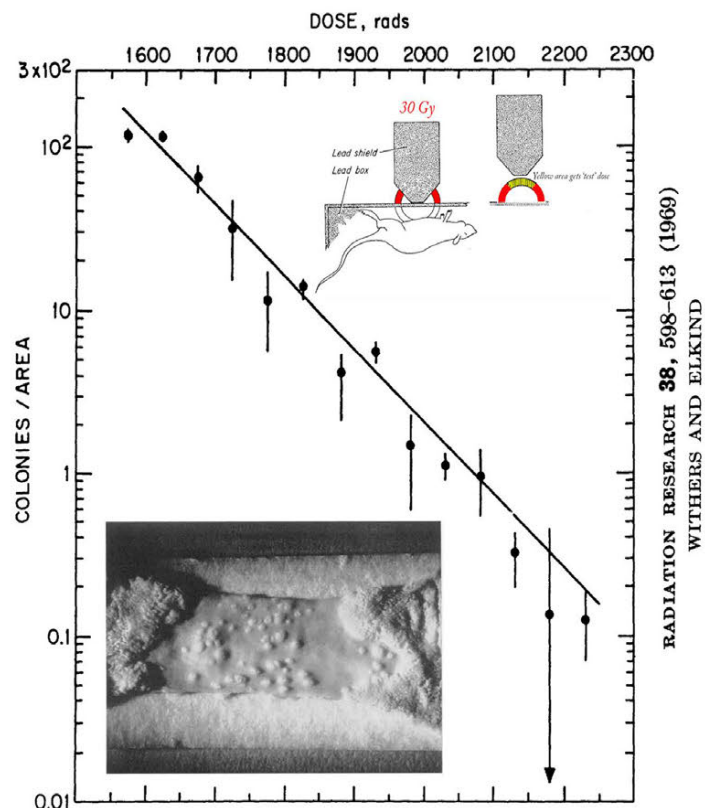 DOSE, rads
1600 1700 1800 1900 2000 2100 2200 2300
3x10²
10²
10
1
0.1
0.01
COLONIES / AREA
30 Gy
Lead shield
Lead box
Yellow area gets 'test' dose
RADIATION RESEARCH 38, 598-613 (1969)
WITHERS AND ELKIND